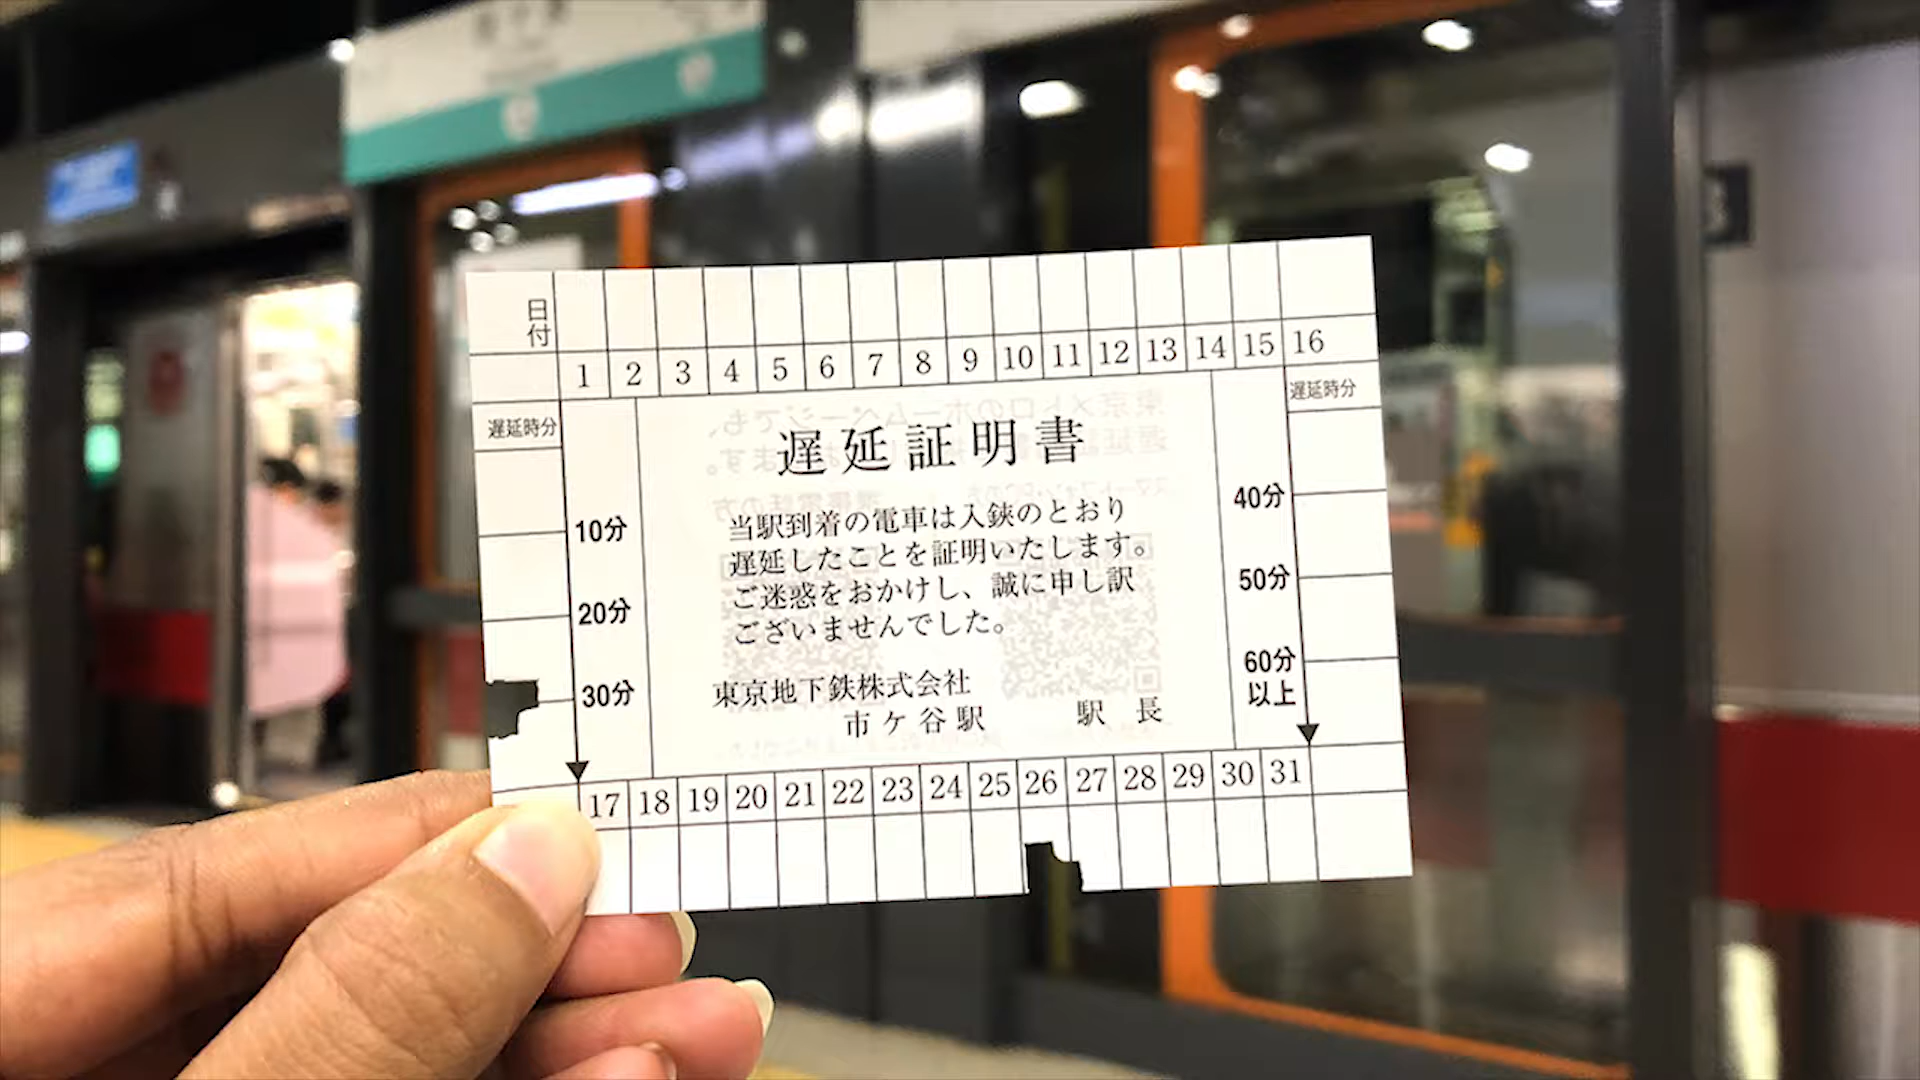 日付
1 2 3 4 5 6 7 8 9 10 11 12 13 14 15 16
遅延時分
遅延時分
遅延証明書
当駅到着の電車は入鋏のとおり
遅延したことを証明いたします。
ご迷惑をおかけし、誠に申し訳
ございませんでした。
東京地下鉄株式会社
市ケ谷駅 駅長
10分
20分
30分
40分
50分
60分
以上
17 18 19 20 21 22 23 24 25 26 27 28 29 30 31